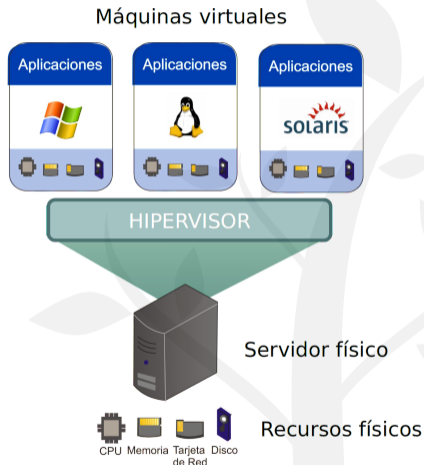 Máquinas virtuales
Aplicaciones
Aplicaciones
Aplicaciones
solaris
HIPERVISOR
Servidor físico
Recursos físicos
CPU Memoria Tarjeta de Red Disco